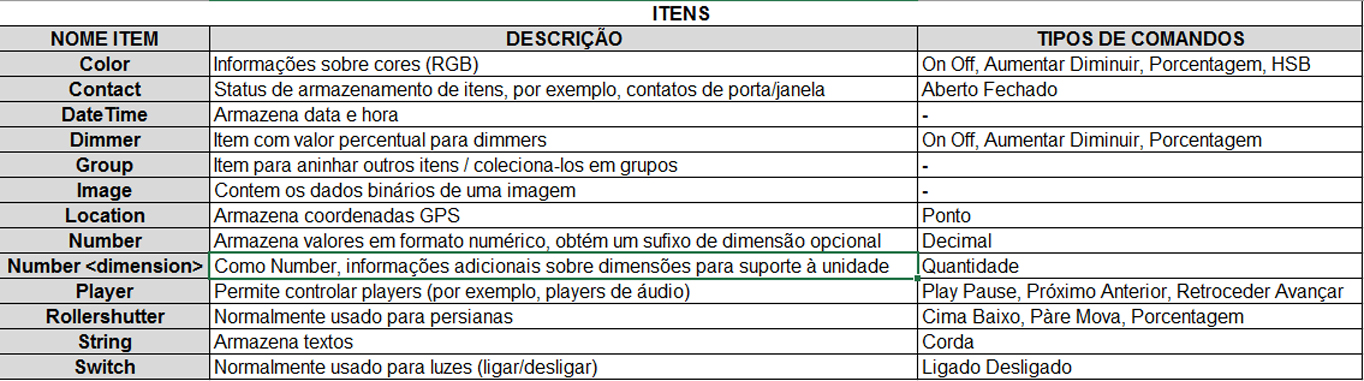 ITENS
NOME ITEM DESCRIÇÃO TIPOS DE COMANDOS
Color Informações sobre cores (RGB) On Off, Aumentar Diminuir, Porcentagem, HSB
Contact Status de armazenamento de itens, por exemplo, contatos de porta/janela Aberto Fechado
DateTime Armazena data e hora -
Dimmer Item com valor percentual para dimmers On Off, Aumentar Diminuir, Porcentagem
Group Item para aninhar outros itens / coleciona-los em grupos -
Image Contem os dados binários de uma imagem -
Location Armazena coordenadas GPS Ponto
Number Armazena valores em formato numérico, obtém um sufixo de dimensão opcional Decimal
Number <dimension> Como Number, informações adicionais sobre dimensões para suporte à unidade Quantidade
Player Permite controlar players (por exemplo, players de áudio) Play Pause, Próximo Anterior, Retroceder Avançar
Rollershutter Normalmente usado para persianas Cima Baixo, Pàre Mova, Porcentagem
String Armazena textos Corda
Switch Normalmente usado para luzes (ligar/desligar) Ligado Desligado